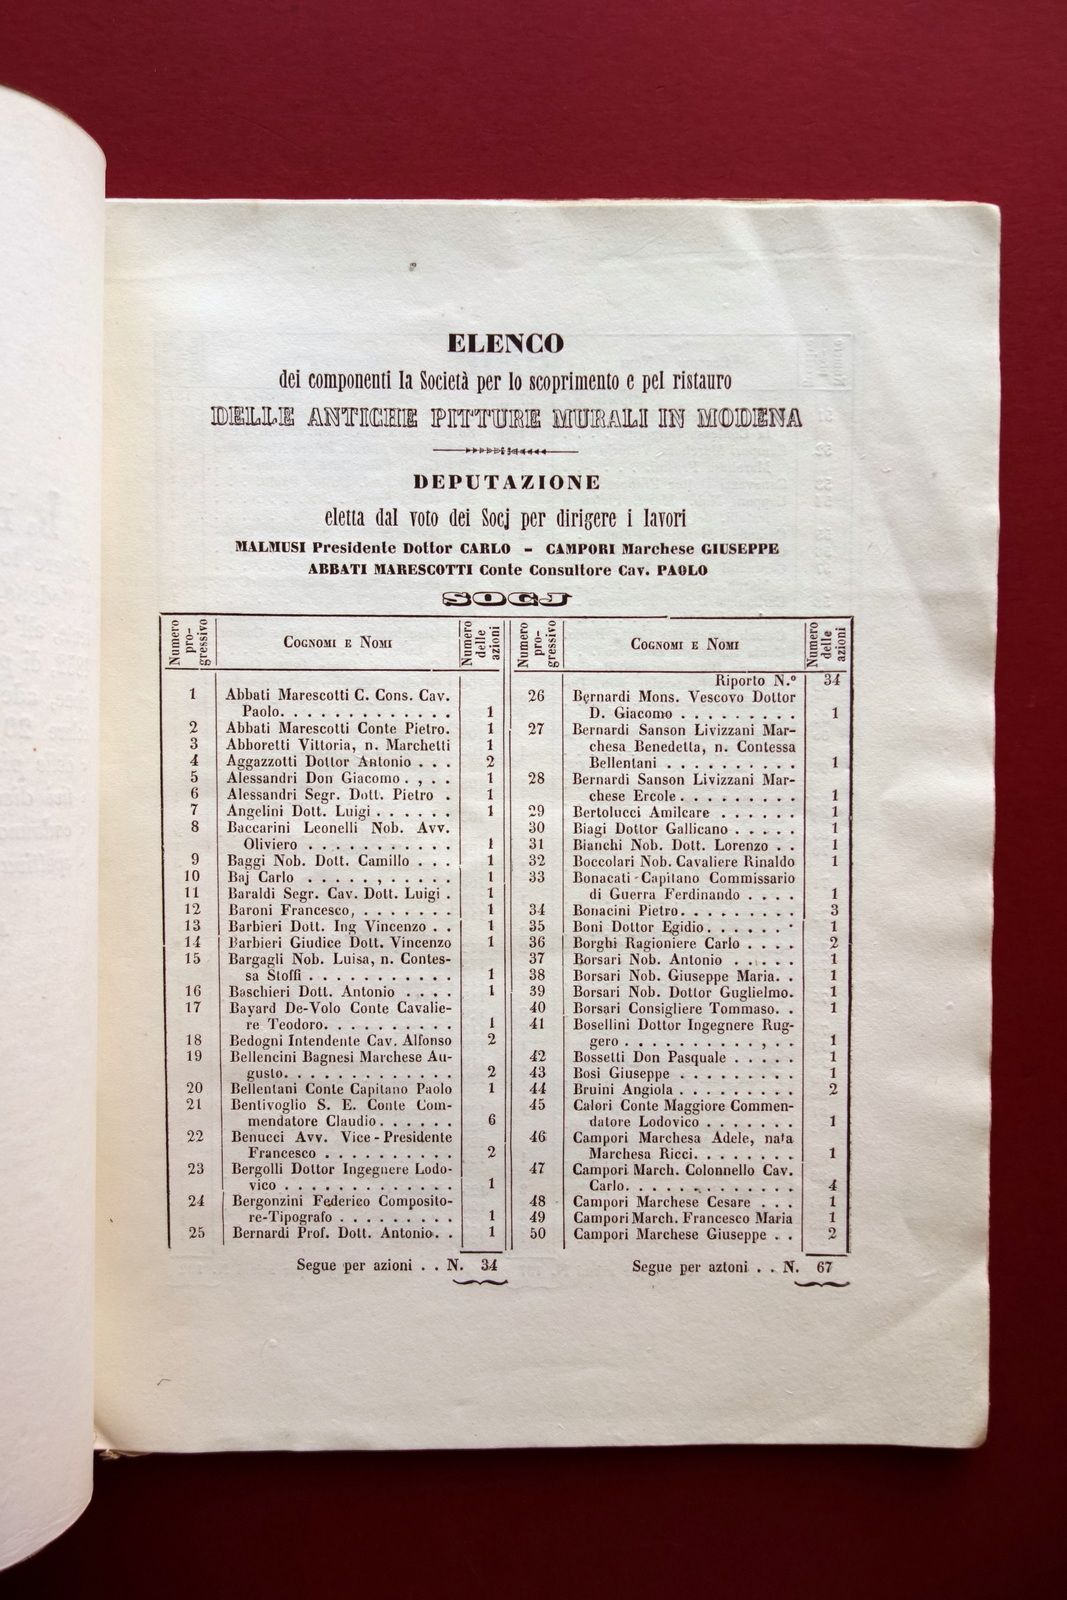 ELENCO
dei componenti la Società per lo scoprimento e pel ristauro
DELLE ANTICHE PITTURE MURALI IN MODENA
DEPUTAZIONE
eletta dal voto dei Socj per dirigere i lavori
MALMUSI Presidente Dottor CARLO – CAMPORI Marchese GIUSEPPE
ABBATI MARESCOTTI Conte Consultore Cav. PAOLO
SOCJ
Numero pro-gressivo
COGNOMI E NOMI
Numero delle azioni
1 Abbati Marescotti C. Cons. Cav.
Paolo. . . . . . . . . . . . . 1
2 Abbati Marescotti Conte Pietro. 1
3 Abboretti Vittoria, n. Marchetti 1
4 Aggazzotti Dottor Antonio . . . 2
5 Alessandri Don Giacomo . , . . 1
6 Alessandri Segr. Dott. Pietro . 1
7 Angelini Dott. Luigi . . . . . . 1
8 Baccarini Leonelli Nob. Avv.
Oliviero . . . . . . . . . . . 1
9 Baggi Nob. Dott. Camillo . . . 1
10 Baj Carlo . . . . . , . . . . . 1
11 Baraldi Segr. Cav. Dott. Luigi . 1
12 Baroni Francesco, . . . . . . . 1
13 Barbieri Dott. Ing Vincenzo . . 1
14 Barbieri Giudice Dott. Vincenzo 1
15 Bargagli Nob. Luisa, n. Contes-
sa Stoffi . . . . . . . . . . . 1
16 Baschieri Dott. Antonio . . . . 1
17 Bayard De-Volo Conte Cavalie-
re Teodoro. . . . . . . . . . 1
18 Bedogni Intendente Cav. Alfonso 2
19 Bellencini Bagnesi Marchese Au-
gusto. . . . . . . . . . . . . 2
20 Bellentani Conte Capitano Paolo 1
21 Bentivoglio S. E. Conte Com-
mendatore Claudio . . . . . . 6
22 Benucci Avv. Vice-Presidente
Francesco . . . . . . . . . . 2
23 Bergolli Dottor Ingegnere Lodo-
vico . . . . . . . . . . . . . 1
24 Bergonzini Federico Composito-
re-Tipografo . . . . . . . . . 1
25 Bernardi Prof. Dott. Antonio. . 1
Segue per azioni . . N. 34
Numero pro-gressivo
COGNOMI E NOMI
Numero delle azioni
Riporto N.º 34
26 Bernardi Mons. Vescovo Dottor
D. Giacomo . . . . . . . . . 1
27 Bernardi Sanson Livizzani Mar-
chesa Benedetta, n. Contessa
Bellentani . . . . . . . . . . 1
28 Bernardi Sanson Livizzani Mar-
chese Ercole . . . . . . . . . 1
29 Bertolucci Amilcare . . . . . . 1
30 Biagi Dottor Gallicano . . . . . 1
31 Bianchi Nob. Dott. Lorenzo . . 1
32 Boccolari Nob. Cavaliere Rinaldo 1
33 Bonacati-Capitano Commissario
di Guerra Ferdinando . . . . 1
34 Bonacini Pietro. . . . . . . . . 3
35 Boni Dottor Egidio . . . . . . . 1
36 Borghi Ragioniere Carlo . . . . 2
37 Borsari Nob. Antonio . . . . . 1
38 Borsari Nob. Giuseppe Maria. . 1
39 Borsari Nob. Dottor Guglielmo. 1
40 Borsari Consigliere Tommaso. . 1
41 Bosellini Dottor Ingegnere Rug-
gero . . . . . . . . . . , . . 1
42 Bossetti Don Pasquale . . . . . 1
43 Bosi Giuseppe . . . . . . . . . 1
44 Bruini Angiola . . . . . . . . . 2
45 Calori Conte Maggiore Commen-
datore Lodovico . . . . . . . 1
46 Campori Marchesa Adele, nata
Marchesa Ricci. . . . . . . . 1
47 Campori March. Colonnello Cav.
Carlo. . . . . . . . . . . . . 4
48 Campori Marchese Cesare . . . 1
49 Campori March. Francesco Maria 1
50 Campori Marchese Giuseppe . . 2
Segue per aztoni . . N. 67